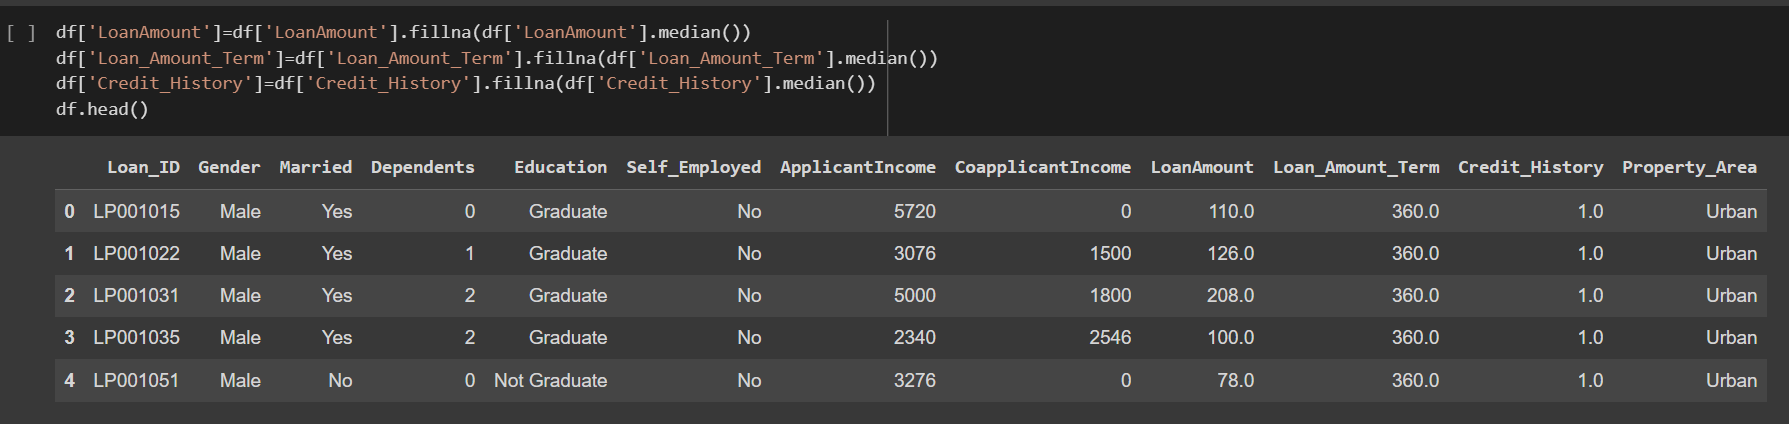 [ ] df['LoanAmount']=df['LoanAmount'].fillna(df['LoanAmount'].median())
df['Loan_Amount_Term']=df['Loan_Amount_Term'].fillna(df['Loan_Amount_Term'].median())
df['Credit_History']=df['Credit_History'].fillna(df['Credit_History'].median())
df.head()
Loan_ID Gender Married Dependents Education Self_Employed ApplicantIncome CoapplicantIncome LoanAmount Loan_Amount_Term Credit_History Property_Area
0 LP001015 Male Yes 0 Graduate No 5720 0 110.0 360.0 1.0 Urban
1 LP001022 Male Yes 1 Graduate No 3076 1500 126.0 360.0 1.0 Urban
2 LP001031 Male Yes 2 Graduate No 5000 1800 208.0 360.0 1.0 Urban
3 LP001035 Male Yes 2 Graduate No 2340 2546 100.0 360.0 1.0 Urban
4 LP001051 Male No 0 Not Graduate No 3276 0 78.0 360.0 1.0 Urban